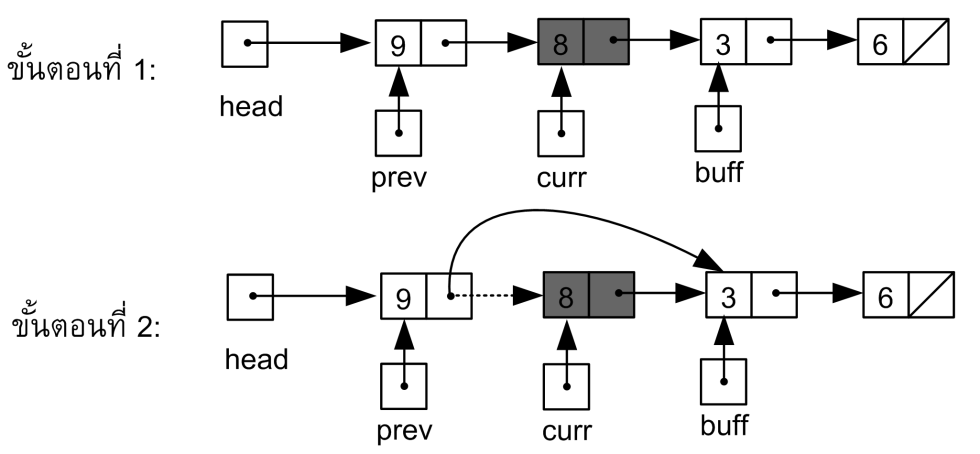 ขั้นตอนที่ 1:
9 8 3 6
head
prev curr buff
ขั้นตอนที่ 2:
9 8 3 6
head
prev curr buff